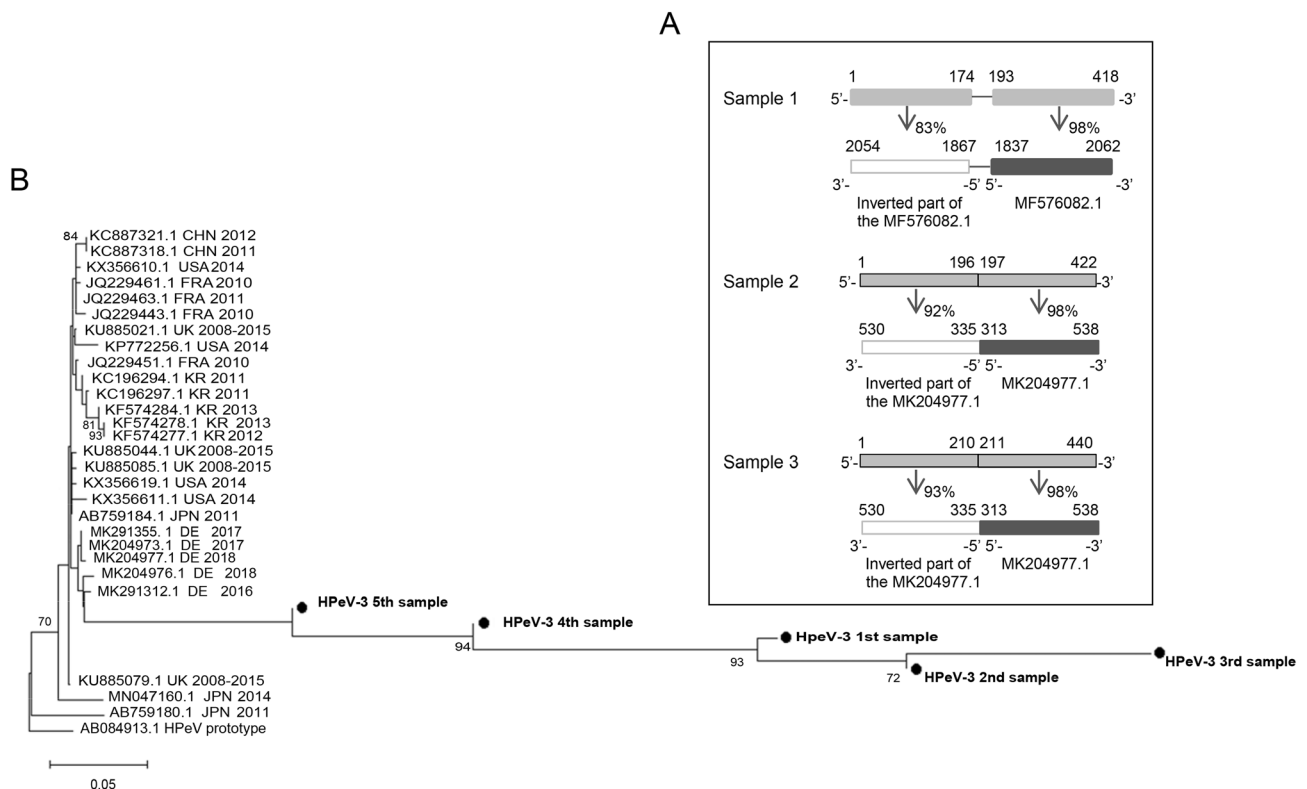 A
1 174 193 418
Sample 1 5'- -3'
83% 98%
2054 1867 1837 2062
3'- -5' 5'- -3'
Inverted part of MF576082.1
the MF576082.1
1 196 197 422
Sample 2 5'- -3'
92% 98%
530 335 313 538
3'- -5' 5'- -3'
Inverted part of MK204977.1
the MK204977.1
1 210 211 440
Sample 3 5'- -3'
93% 98%
530 335 313 538
3'- -5' 5'- -3'
Inverted part of MK204977.1
the MK204977.1
B
84 KC887321.1 CHN 2012
KC887318.1 CHN 2011
KX356610.1 USA 2014
JQ229461.1 FRA 2010
JQ229463.1 FRA 2011
JQ229443.1 FRA 2010
KU885021.1 UK 2008-2015
KP772256.1 USA 2014
JQ229451.1 FRA 2010
KC196294.1 KR 2011
KC196297.1 KR 2011
KF574284.1 KR 2013
81 KF574278.1 KR 2013
93 KF574277.1 KR 2012
KU885044.1 UK 2008-2015
KU885085.1 UK 2008-2015
KX356619.1 USA 2014
KX356611.1 USA 2014
AB759184.1 JPN 2011
MK291355.1 DE 2017
MK204973.1 DE 2017
MK204977.1 DE 2018
MK204976.1 DE 2018
MK291312.1 DE 2016
HPeV-3 5th sample
70
94 HPeV-3 4th sample
93 HpeV-3 1st sample
HPeV-3 3rd sample
72 HPeV-3 2nd sample
KU885079.1 UK 2008-2015
MN047160.1 JPN 2014
AB759180.1 JPN 2011
AB084913.1 HPeV prototype
0.05